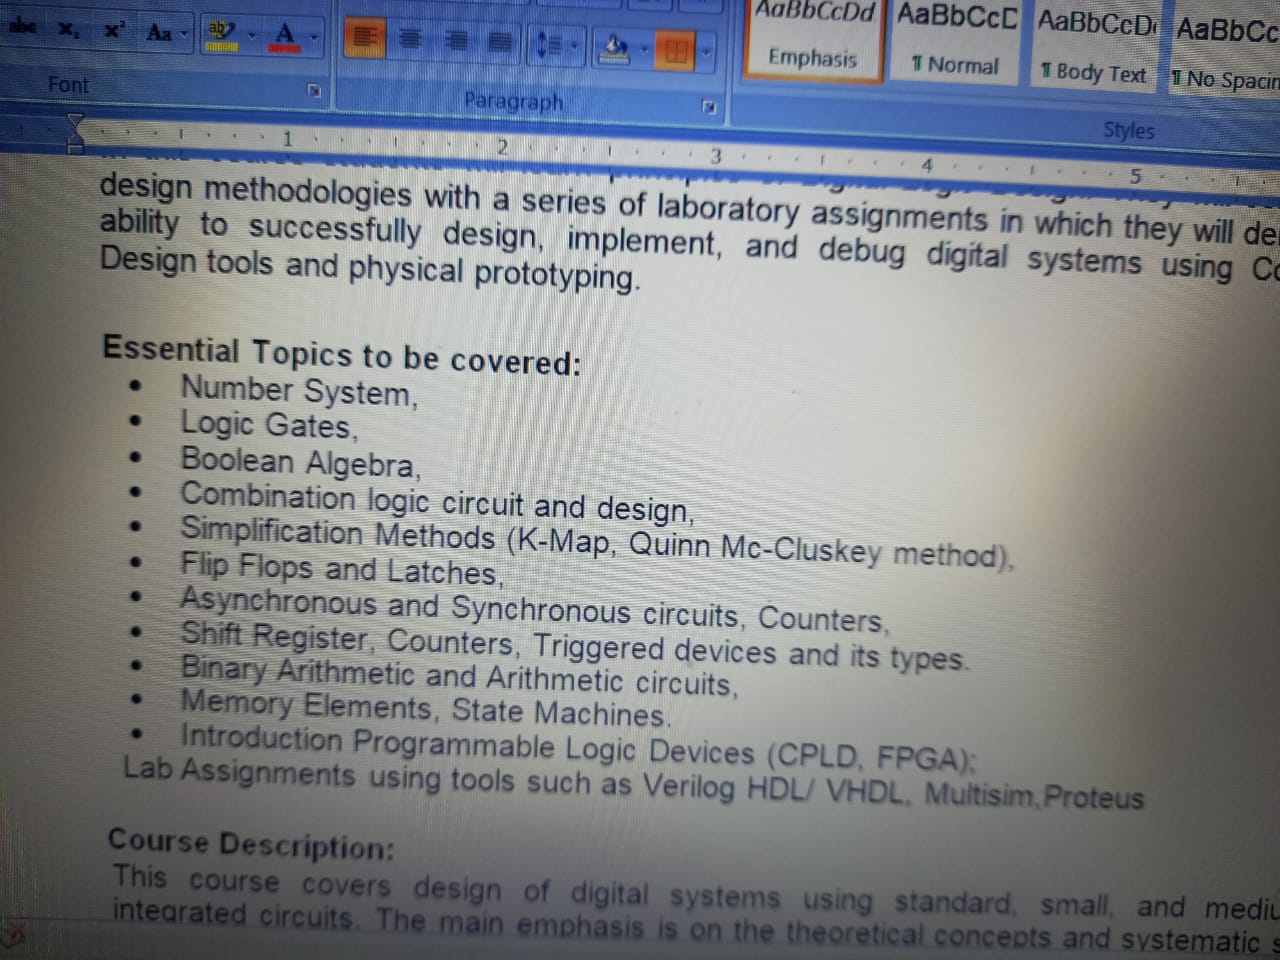 abc x₂ x² Aa ab A
AaBbCcDd AaBbCcD AaBbCcD AaBbCc
Emphasis ¶ Normal ¶ Body Text ¶ No Spacin
Font Paragraph Styles
1 2 3 4 5
design methodologies with a series of laboratory assignments in which they will de
ability to successfully design, implement, and debug digital systems using Co
Design tools and physical prototyping.
Essential Topics to be covered:
• Number System,
• Logic Gates,
• Boolean Algebra,
• Combination logic circuit and design,
• Simplification Methods (K-Map, Quinn Mc-Cluskey method),
• Flip Flops and Latches,
• Asynchronous and Synchronous circuits, Counters,
• Shift Register, Counters, Triggered devices and its types.
• Binary Arithmetic and Arithmetic circuits,
• Memory Elements, State Machines.
• Introduction Programmable Logic Devices (CPLD, FPGA);
Lab Assignments using tools such as Verilog HDL/ VHDL, Multisim,Proteus
Course Description:
This course covers design of digital systems using standard, small, and mediu
integrated circuits. The main emphasis is on the theoretical concepts and systematic s